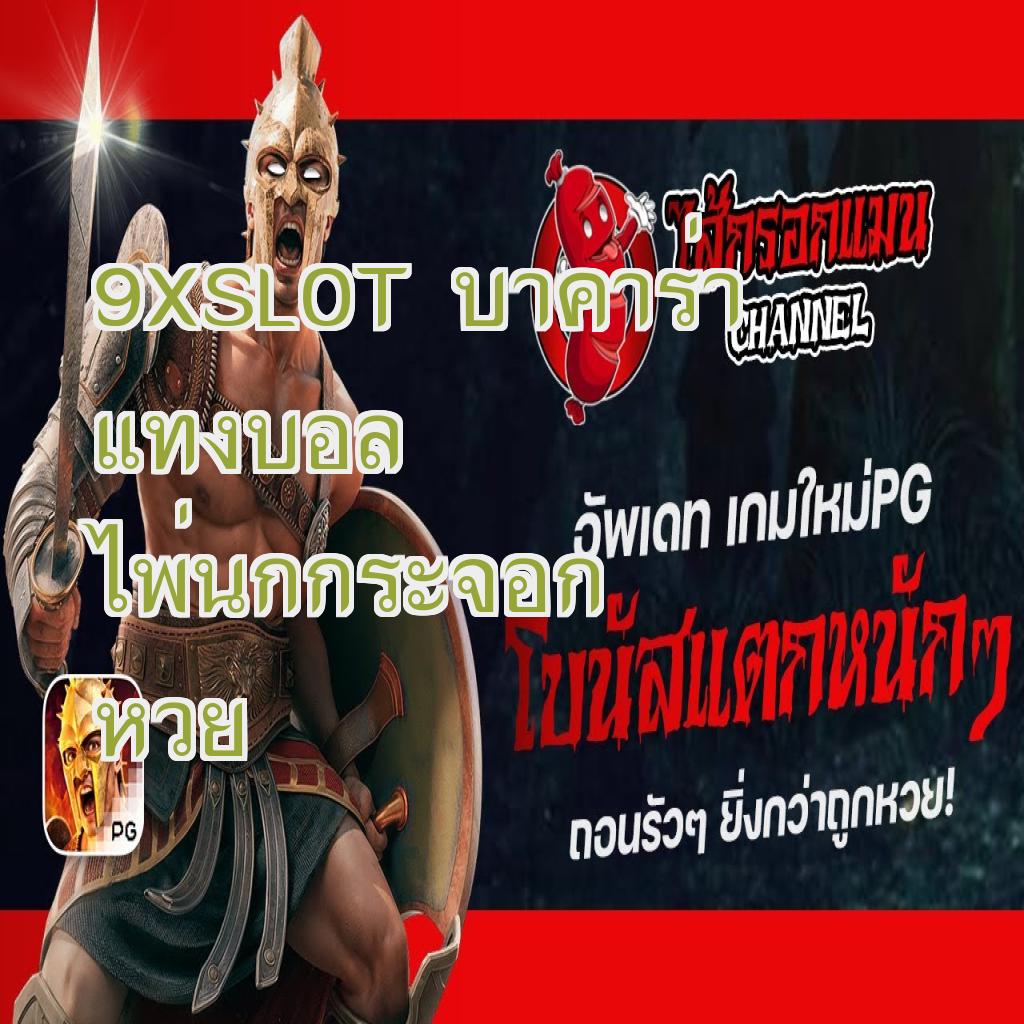 ไส้กรอกแมน
CHANNEL
9XSLOT บาคาร่า
แทงบอล
ไพ่นกกระจอก
หวย
อัพเดท เกมใหม่PG
โบนัสแตกหนักๆ
ถอนรัวๆ ยิ่งกว่าถูกหวย!
PG